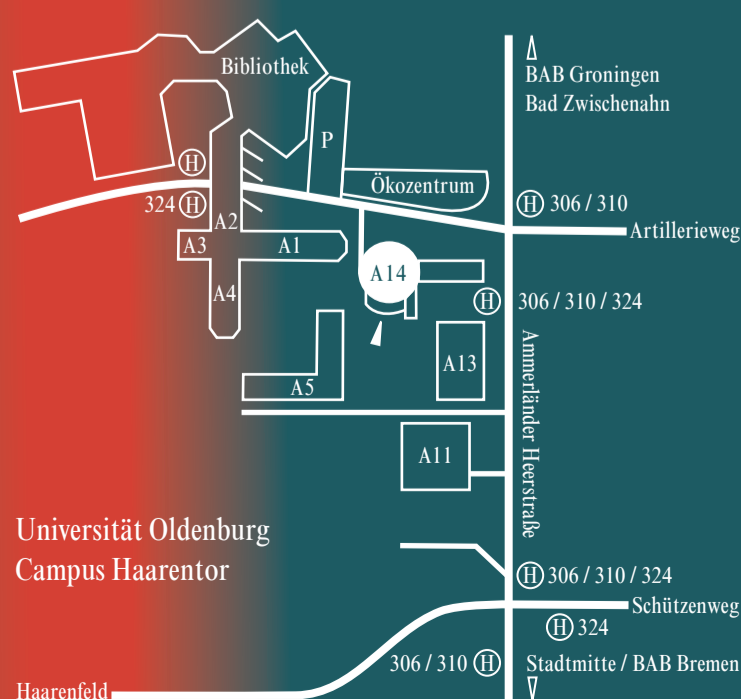 Bibliothek
BAB Groningen
Bad Zwischenahn
P
H
Ökozentrum
324 H
H 306 / 310
A2
Artillerieweg
A3
A1
A14
A4
H 306 / 310 / 324
A13
A5
Ammerländer Heerstraße
A11
Universität Oldenburg
Campus Haarentor
H 306 / 310 / 324
Schützenweg
H 324
306 / 310 H
Stadtmitte / BAB Bremen
Haarenfeld